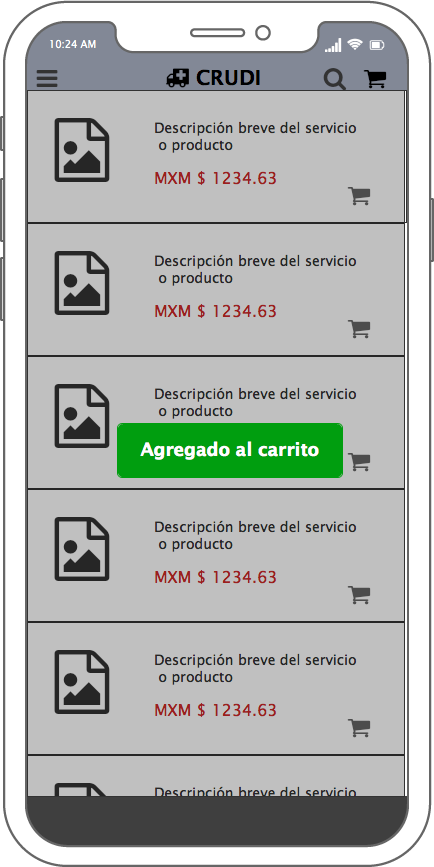 10:24 AM
CRUDI
Descripción breve del servicio
o producto
MXM $ 1234.63
Descripción breve del servicio
o producto
MXM $ 1234.63
Descripción breve del servicio
o producto
Agregado al carrito
Descripción breve del servicio
o producto
MXM $ 1234.63
Descripción breve del servicio
o producto
MXM $ 1234.63
Descripción breve del servicio